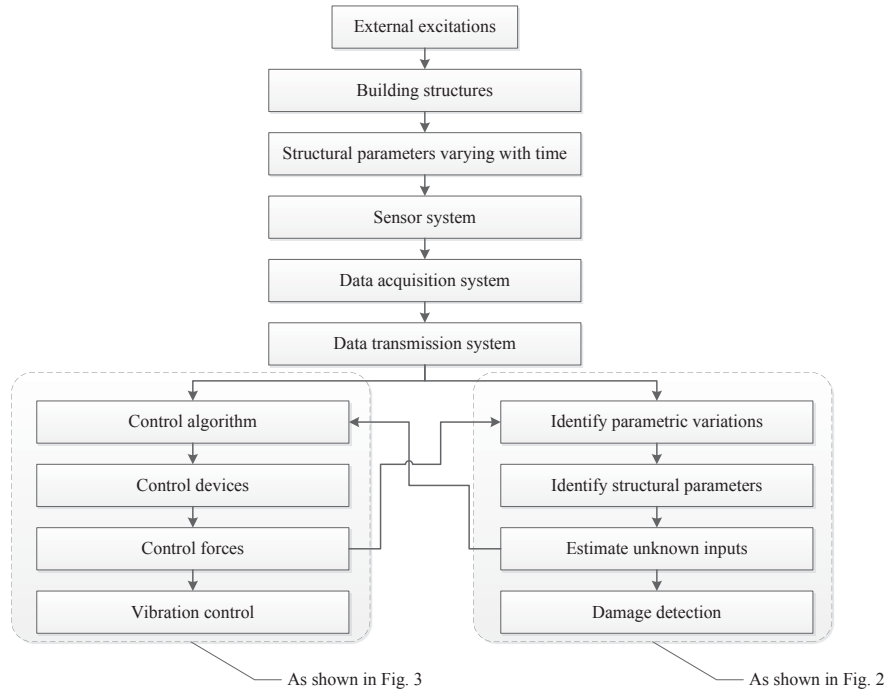 External excitations
Building structures
Structural parameters varying with time
Sensor system
Data acquisition system
Data transmission system
Control algorithm
Control devices
Control forces
Vibration control
As shown in Fig. 3
Identify parametric variations
Identify structural parameters
Estimate unknown inputs
Damage detection
As shown in Fig. 2